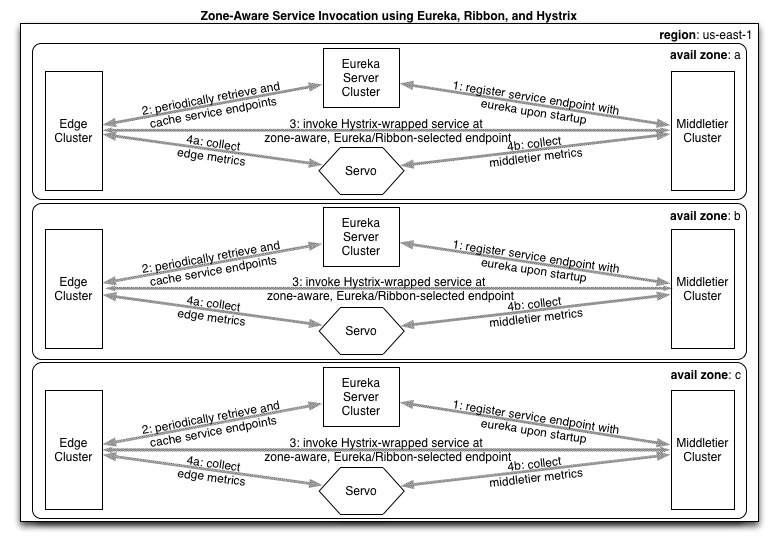 Zone-Aware Service Invocation using Eureka, Ribbon, and Hystrix
region: us-east-1
avail zone: a
Eureka
Server
Cluster
2: periodically retrieve and
cache service endpoints
1: register service endpoint with
eureka upon startup
Edge
Cluster
3: invoke Hystrix-wrapped service at
zone-aware, Eureka/Ribbon-selected endpoint
Middletier
Cluster
4a: collect
edge metrics
Servo
4b: collect
middletier metrics
avail zone: b
Eureka
Server
Cluster
2: periodically retrieve and
cache service endpoints
1: register service endpoint with
eureka upon startup
Edge
Cluster
3: invoke Hystrix-wrapped service at
zone-aware, Eureka/Ribbon-selected endpoint
Middletier
Cluster
4a: collect
edge metrics
Servo
4b: collect
middletier metrics
avail zone: c
Eureka
Server
Cluster
2: periodically retrieve and
cache service endpoints
1: register service endpoint with
eureka upon startup
Edge
Cluster
3: invoke Hystrix-wrapped service at
zone-aware, Eureka/Ribbon-selected endpoint
Middletier
Cluster
4a: collect
edge metrics
Servo
4b: collect
middletier metrics